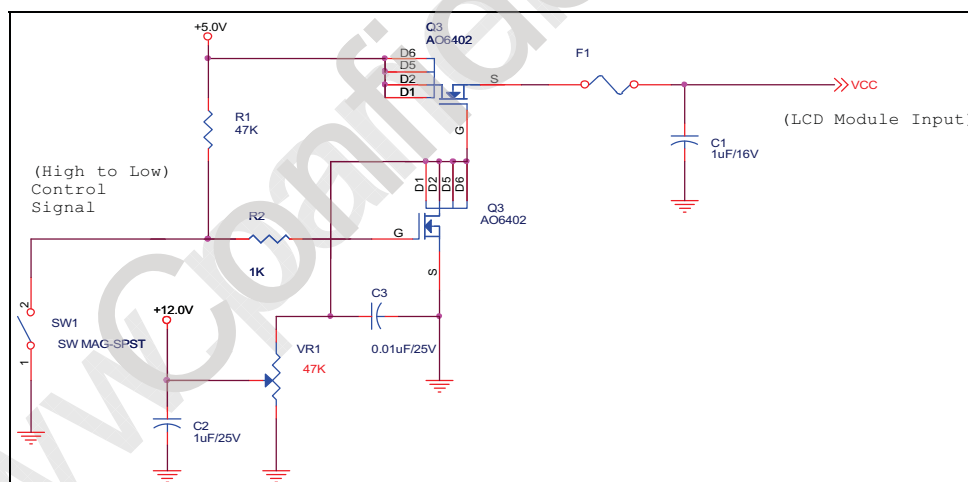 +5.0V
Q3
AO6402
D6
D5
D2
D1
S
G
F1
VCC
(LCD Module Input)
R1
47K
C1
1uF/16V
(High to Low)
Control
Signal
D1
D2
D5
D6
Q3
AO6402
R2
1K
G
S
+12.0V
2
SW1
SW MAG-SPST
1
C3
0.01uF/25V
VR1
47K
C2
1uF/25V